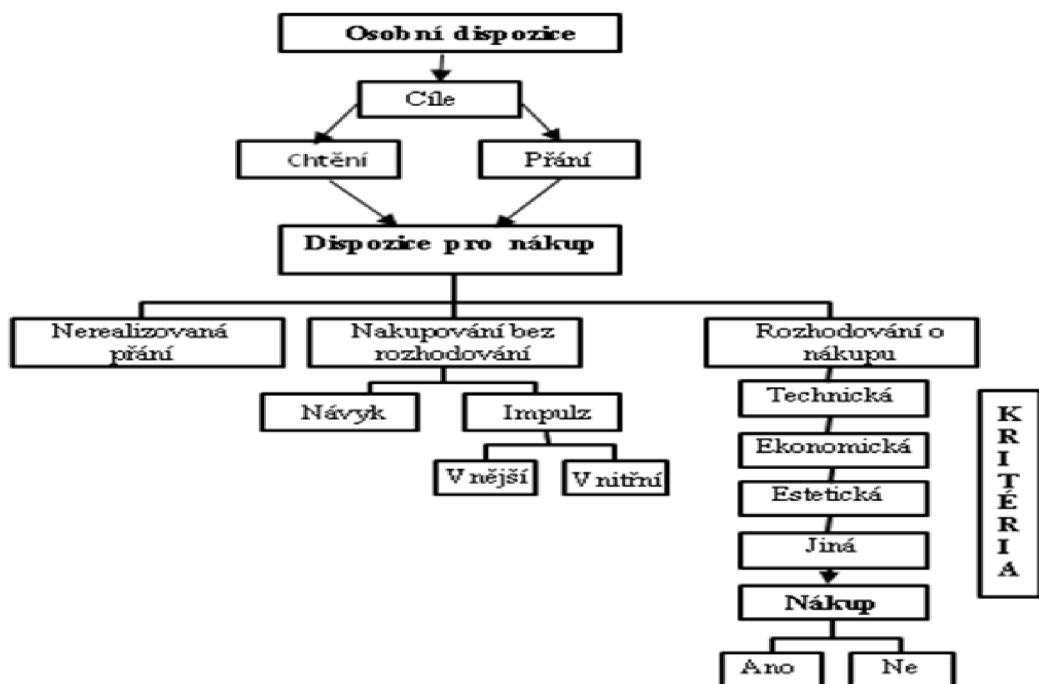 Osobní dispozice
Cíle
Chtění
Přání
Dispozice pro nákup
Nerealizovaná
přání
Nakupování bez
rozhodování
Rozhodování o
nákupu
Návyk
Impulz
Vnější
Vnitřní
Technická
Ekonomická
Estetická
Jiná
Nákup
Ano
Ne
K
R
I
T
É
R
I
A